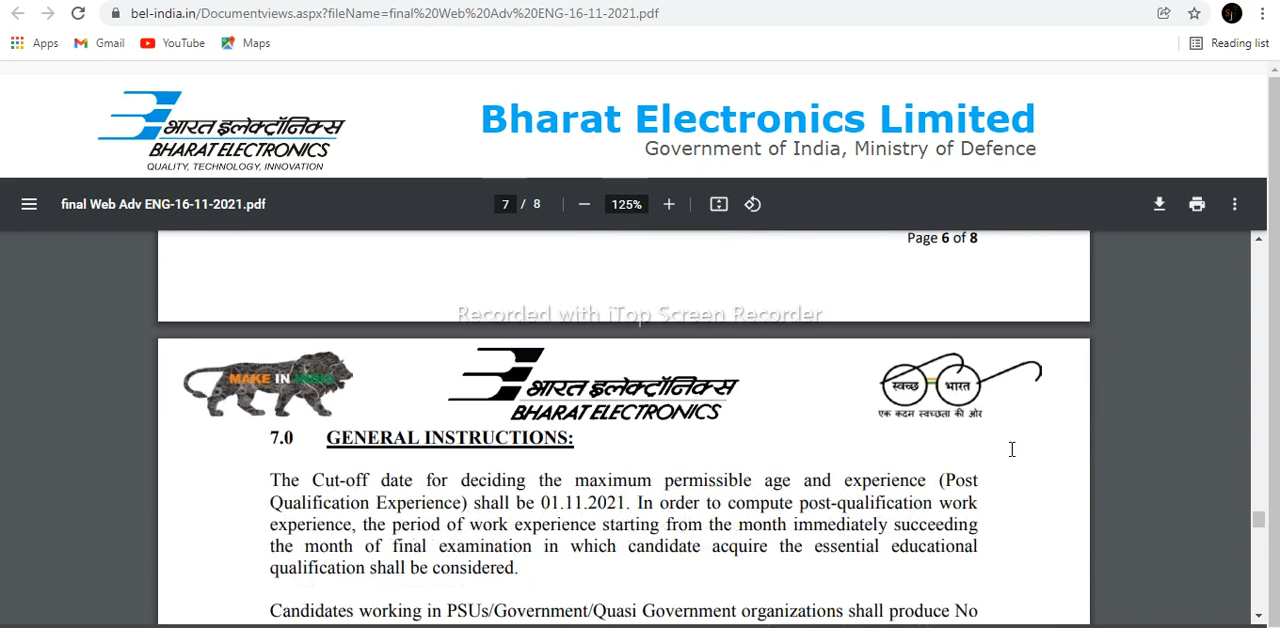 bel-india.in/Documentviews.aspx?fileName=final%20Web%20Adv%20ENG-16-11-2021.pdf
Apps Gmail YouTube Maps Reading list
भारत इलेक्ट्रॉनिक्स
BHARAT ELECTRONICS
QUALITY, TECHNOLOGY, INNOVATION
Bharat Electronics Limited
Government of India, Ministry of Defence
final Web Adv ENG-16-11-2021.pdf 7 / 8 125%
Page 6 of 8
Recorded with iTop Screen Recorder
MAKE IN INDIA
भारत इलेक्ट्रॉनिक्स
BHARAT ELECTRONICS
स्वच्छ भारत
एक कदम स्वच्छता की ओर
7.0 GENERAL INSTRUCTIONS:
The Cut-off date for deciding the maximum permissible age and experience (Post
Qualification Experience) shall be 01.11.2021. In order to compute post-qualification work
experience, the period of work experience starting from the month immediately succeeding
the month of final examination in which candidate acquire the essential educational
qualification shall be considered.
Candidates working in PSUs/Government/Quasi Government organizations shall produce No